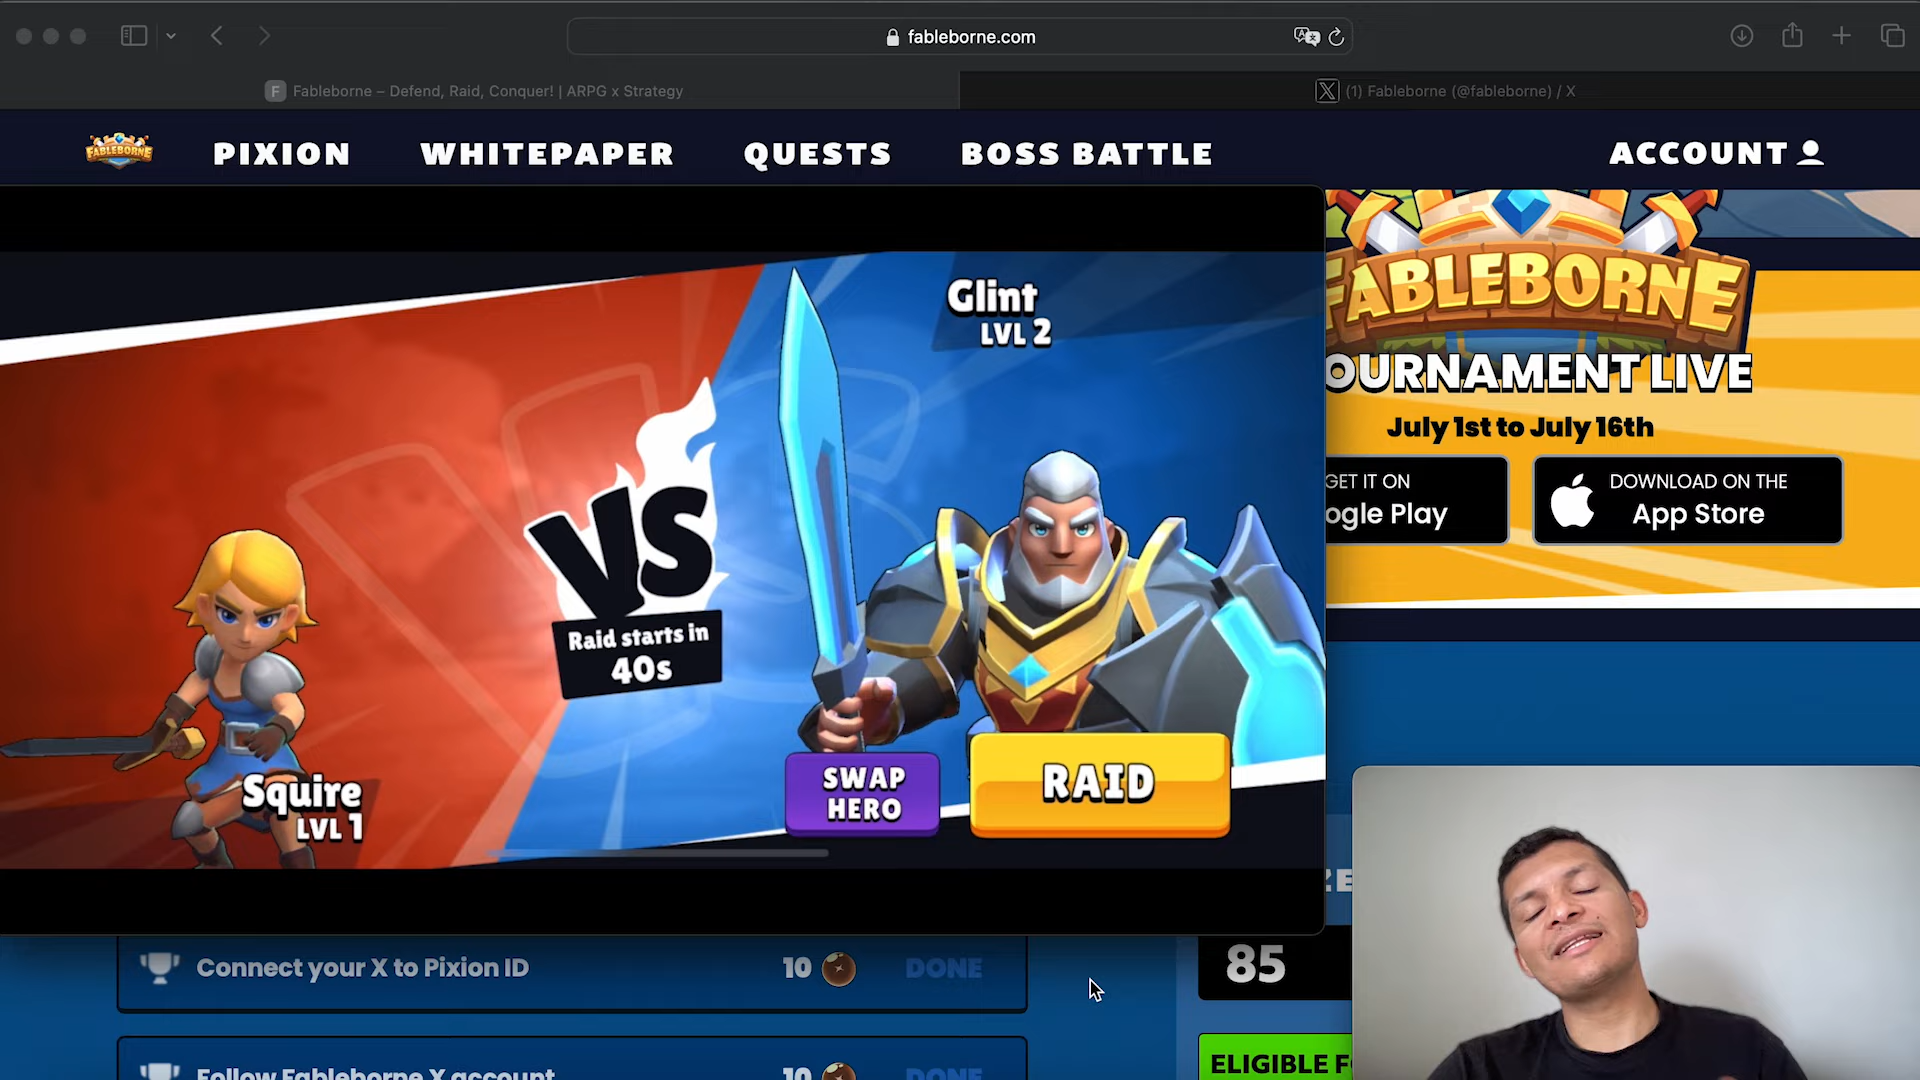 fableborne.com
F Fableborne – Defend, Raid, Conquer! | ARPG x Strategy
(1) Fableborne (@fableborne) / X
FABLEBORNE
PIXION
WHITEPAPER
QUESTS
BOSS BATTLE
ACCOUNT
FABLEBORNE
OURNAMENT LIVE
July 1st to July 16th
GET IT ON
ogle Play
DOWNLOAD ON THE
App Store
Glint
LVL 2
VS
Raid starts in
40s
Squire
LVL 1
SWAP
HERO
RAID
Connect your X to Pixion ID
10
DONE
85
Follow Fableborne X account
10
DONE
ELIGIBLE F